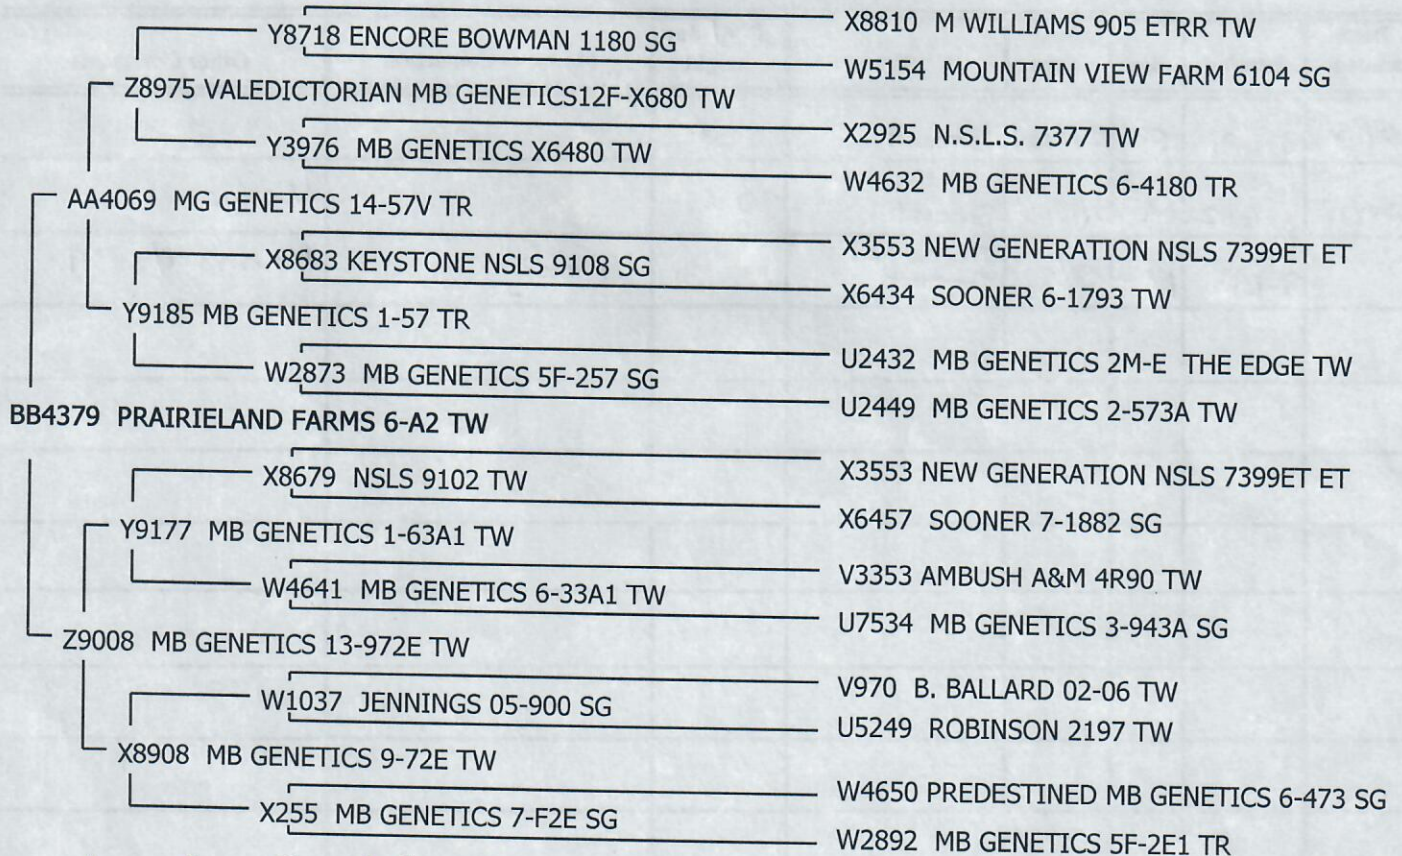 X8810 M WILLIAMS 905 ETRR TW
Y8718 ENCORE BOWMAN 1180 SG
W5154 MOUNTAIN VIEW FARM 6104 SG
Z8975 VALEDICTORIAN MB GENETICS12F-X680 TW
X2925 N.S.L.S. 7377 TW
Y3976 MB GENETICS X6480 TW
W4632 MB GENETICS 6-4180 TR
AA4069 MG GENETICS 14-57V TR
X3553 NEW GENERATION NSLS 7399ET ET
X8683 KEYSTONE NSLS 9108 SG
X6434 SOONER 6-1793 TW
Y9185 MB GENETICS 1-57 TR
U2432 MB GENETICS 2M-E THE EDGE TW
W2873 MB GENETICS 5F-257 SG
U2449 MB GENETICS 2-573A TW
BB4379 PRAIRIELAND FARMS 6-A2 TW
X3553 NEW GENERATION NSLS 7399ET ET
X8679 NSLS 9102 TW
X6457 SOONER 7-1882 SG
Y9177 MB GENETICS 1-63A1 TW
V3353 AMBUSH A&M 4R90 TW
W4641 MB GENETICS 6-33A1 TW
U7534 MB GENETICS 3-943A SG
Z9008 MB GENETICS 13-972E TW
V970 B. BALLARD 02-06 TW
W1037 JENNINGS 05-900 SG
U5249 ROBINSON 2197 TW
X8908 MB GENETICS 9-72E TW
W4650 PREDESTINED MB GENETICS 6-473 SG
X255 MB GENETICS 7-F2E SG
W2892 MB GENETICS 5F-2E1 TR